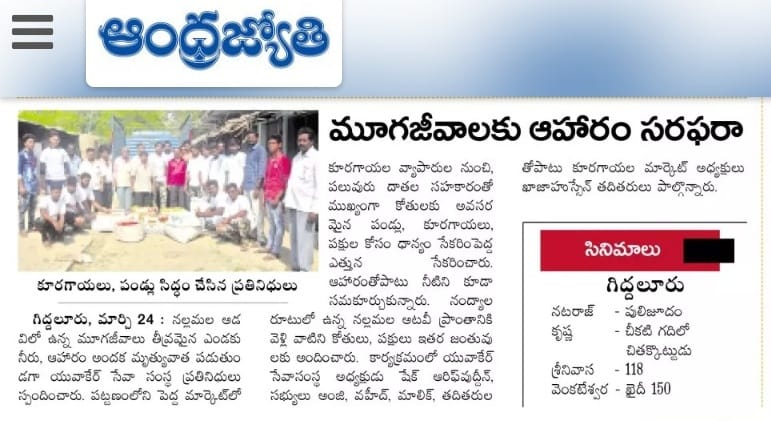 ఆంధ్రజ్యోతి
మూగజీవాలకు ఆహారం సరఫరా
కూరగాయలు, పండ్లు సిద్ధం చేసిన ప్రతినిధులు
గిద్దలూరు, మార్చి 24 : నల్లమల అడ
విలో ఉన్న మూగజీవాలు తీవ్రమైన ఎండకు
నీరు, ఆహారం అందక మృత్యువాత పడుతుం
డగా యువాకేర్ సేవా సంస్థ ప్రతినిధులు
స్పందించారు. పట్టణంలోని పెద్ద మార్కెట్‌లో
కూరగాయల వ్యాపారుల నుంచి,
పలువురు దాతల సహకారంతో
ముఖ్యంగా కోతులకు అవసర
మైన పండ్లు, కూరగాయలు,
పక్షుల కోసం ధాన్యం సేకరింపెద్ద
ఎత్తున సేకరించారు.
ఆహారంతోపాటు నీటిని కూడా
సమకూర్చుకున్నారు. నంద్యాల
రూటులో ఉన్న నల్లమల అటవీ ప్రాంతానికి
వెళ్లి వాటిని కోతులు, పక్షులు ఇతర జంతువు
లకు అందించారు. కార్యక్రమంలో యువాకేర్
సేవాసంస్థ అధ్యక్షుడు షేక్ ఆరిఫ్‌వుద్దీన్,
సభ్యులు అంజి, వహీద్, మాలిక్, తదితరుల
తోపాటు కూరగాయల మార్కెట్ అధ్యక్షులు
ఖాజాహుస్సేన్ తదితరులు పాల్గొన్నారు.
సినిమాలు
గిద్దలూరు
నటరాజ్ - పులిజూదం
కృష్ణ - చీకటి గదిలో
చితక్కొట్టుడు
శ్రీనివాస - 118
వెంకటేశ్వర - ఖైదీ 150